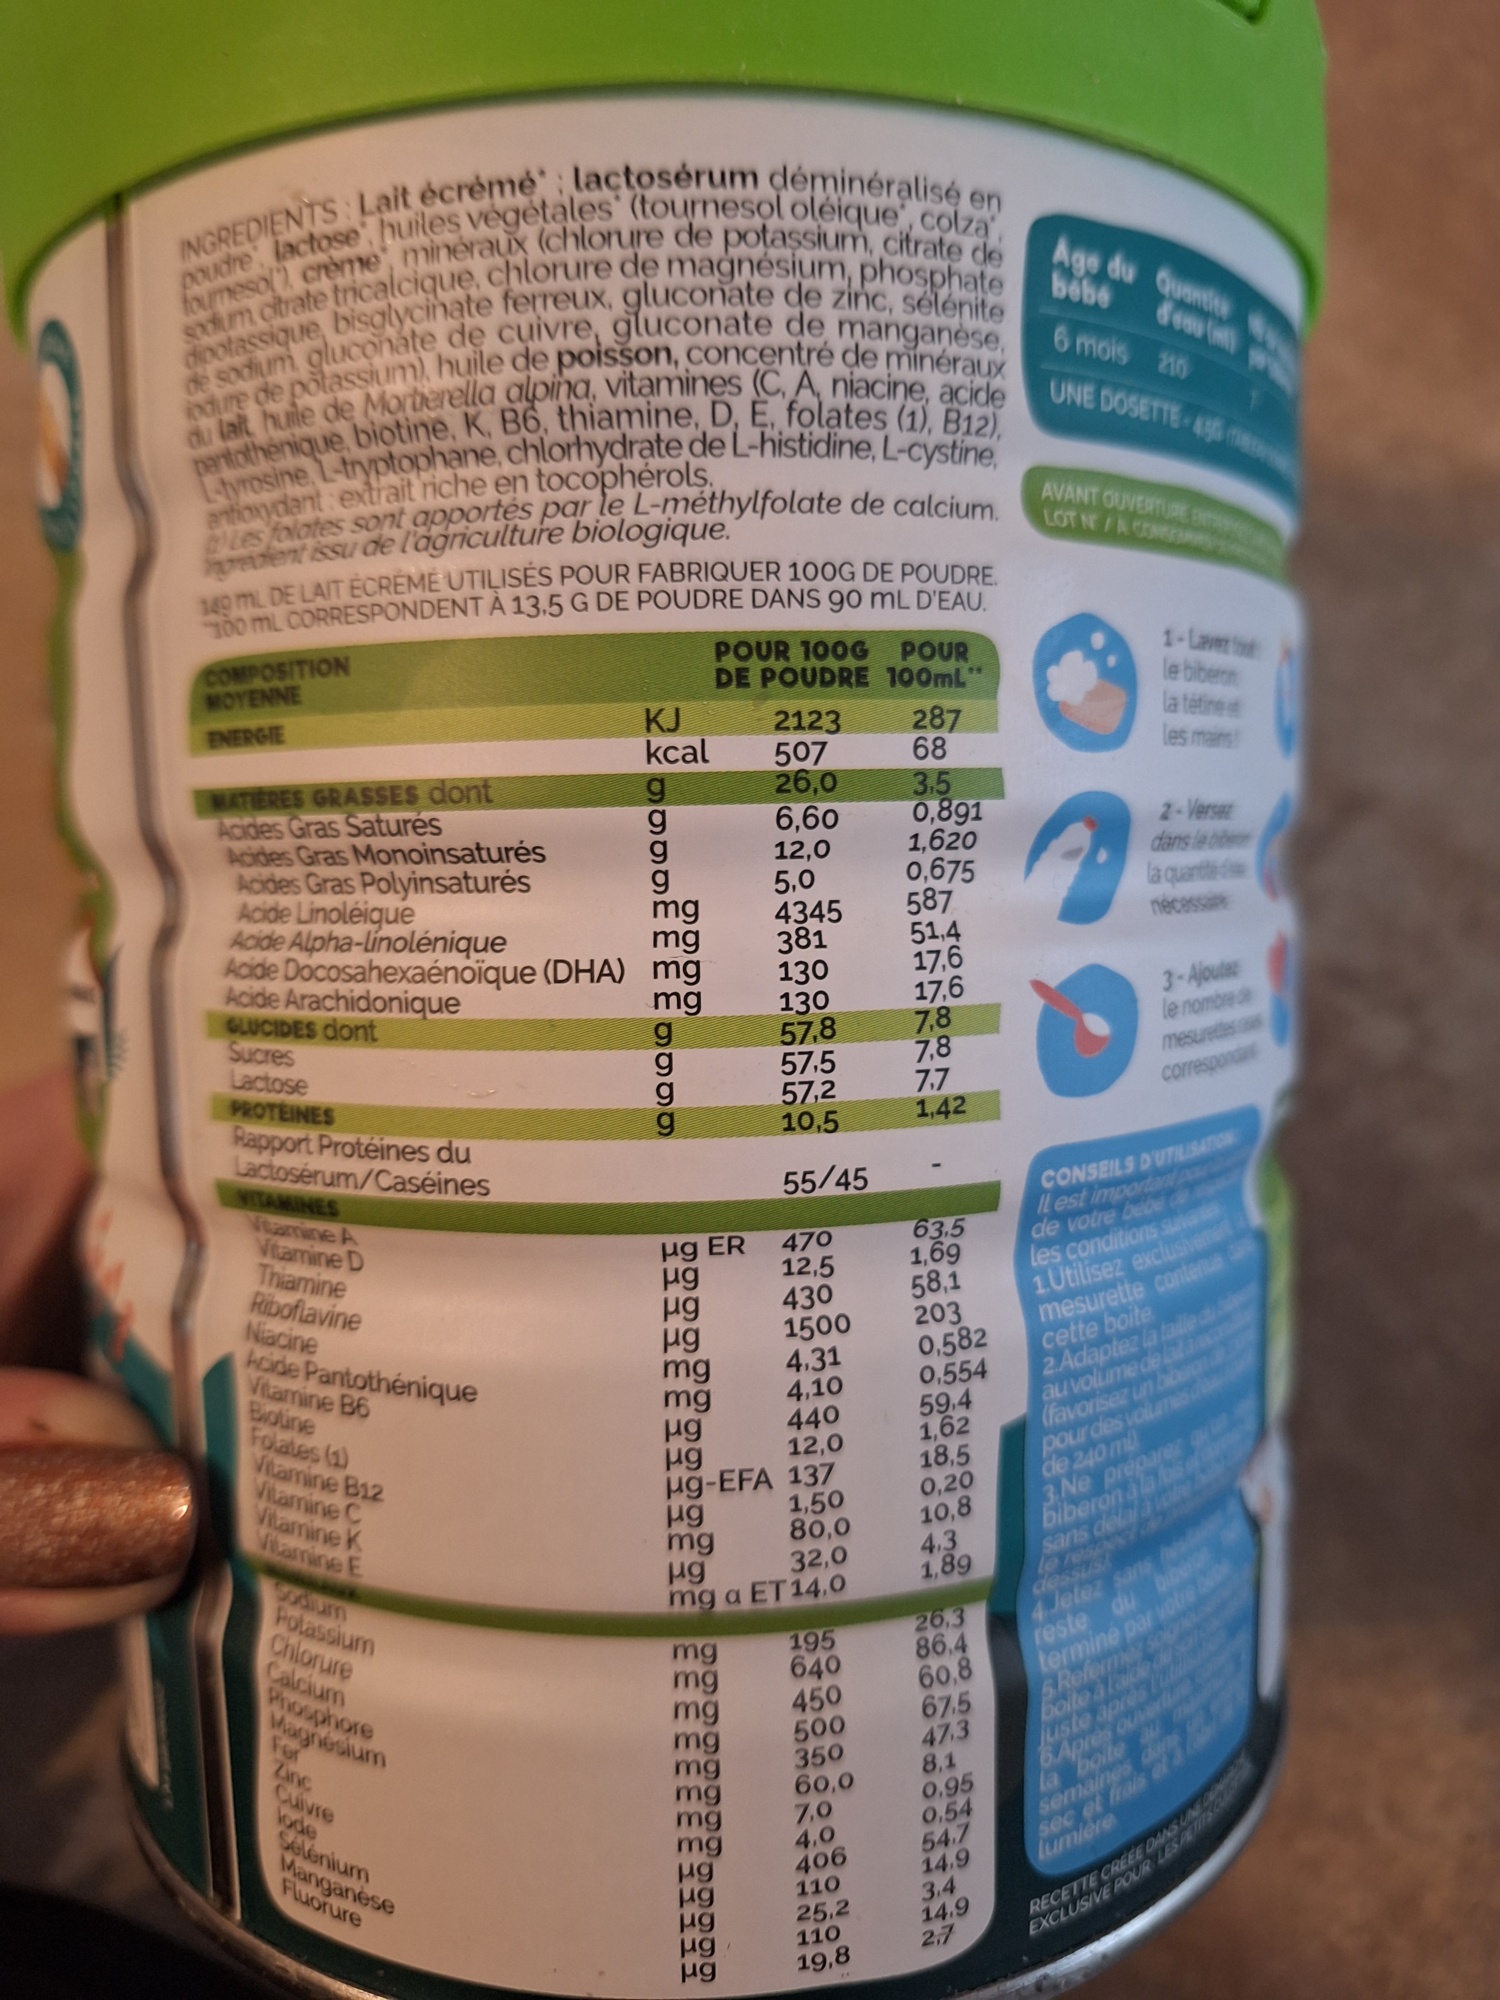 INGREDIENTS : Lait écrémé* ; lactosérum déminéralisé en
poudre*, lactose*, huiles végétales* (tournesol oléique*, colza*,
tournesol*), crème*, minéraux (chlorure de potassium, citrate de
sodium, citrate tricalcique, chlorure de magnésium, phosphate
dipotassique, bisglycinate ferreux, gluconate de zinc, sélénite
de sodium, gluconate de cuivre, gluconate de manganèse,
iodure de potassium), huile de poisson, concentré de minéraux
du lait, huile de Mortierella alpina, vitamines (C, A, niacine, acide
pantothénique, biotine, K, B6, thiamine, D, E, folates (1), B12),
L-tyrosine, L-tryptophane, chlorhydrate de L-histidine, L-cystine,
antioxydant : extrait riche en tocophérols.
(1) Les folates sont apportés par le L-méthylfolate de calcium.
*Ingrédient issu de l'agriculture biologique.
140 mL DE LAIT ÉCRÉMÉ UTILISÉS POUR FABRIQUER 100G DE POUDRE.
**100 mL CORRESPONDENT À 13,5 G DE POUDRE DANS 90 mL D'EAU.
COMPOSITION MOYENNE POUR 100G DE POUDRE POUR 100mL**
ENERGIE KJ 2123 287
kcal 507 68
MATIÈRES GRASSES dont g 26,0 3,5
Acides Gras Saturés g 6,60 0,891
Acides Gras Monoinsaturés g 12,0 1,620
Acides Gras Polyinsaturés g 5,0 0,675
Acide Linoléique mg 4345 587
Acide Alpha-linolénique mg 381 51,4
Acide Docosahexaénoïque (DHA) mg 130 17,6
Acide Arachidonique mg 130 17,6
GLUCIDES dont g 57,8 7,8
Sucres g 57,5 7,8
Lactose g 57,2 7,7
PROTÉINES g 10,5 1,42
Rapport Protéines du
Lactosérum/Caséines 55/45 -
VITAMINES
Vitamine A µg ER 470 63,5
Vitamine D µg 12,5 1,69
Thiamine µg 430 58,1
Riboflavine µg 1500 203
Niacine mg 4,31 0,582
Acide Pantothénique mg 4,10 0,554
Vitamine B6 µg 440 59,4
Biotine µg 12,0 1,62
Folates (1) µg-EFA 137 18,5
Vitamine B12 µg 1,50 0,20
Vitamine C mg 80,0 10,8
Vitamine K µg 32,0 4,3
Vitamine E mg α ET 14,0 1,89
Sodium mg 195 26,3
Potassium mg 640 86,4
Chlorure mg 450 60,8
Calcium mg 500 67,5
Phosphore mg 350 47,3
Magnésium mg 60,0 8,1
Fer mg 7,0 0,95
Zinc mg 4,0 0,54
Cuivre µg 406 54,7
Iode µg 110 14,9
Sélénium µg 25,2 3,4
Manganèse µg 110 14,9
Fluorure µg 19,8 2,7
Age du bébé Quantité d'eau (ml)
6 mois 210 7
UNE DOSETTE - 4,5G
AVANT OUVERTURE
LOT N° / À CONSOMMER
1 - Lavez tout
le biberon
la tétine et
les mains !
2 - Versez
dans le biberon
la quantité d'eau
nécessaire
3 - Ajoutez
le nombre de
mesurettes rases
correspondant
CONSEILS D'UTILISATION
Il est important pour
de votre bébé de
les conditions suivantes
1.Utilisez exclusivement
mesurette contenue
cette boite.
2.Adaptez la taille du biberon
au volume de lait à
(favorisez un biberon
pour des volumes
de 240 ml).
3.Ne préparez qu'un
biberon à la fois
sans délai à votre bébé
le respect
dessus.
4.Jetez sans
reste du biberon
terminé par votre bébé
5.Refermez soigneusement
boite à l'aide
juste après l'utilisation
6.Après ouverture
la boite au
semaines dans
sec et frais et à l'abri
lumière.
RECETTE CRÉÉE DANS UNE DÉMARCHE
EXCLUSIVE POUR LES PETITS